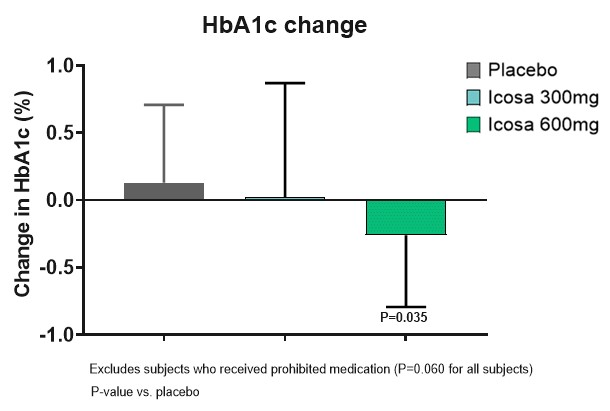 HbA1c change
Change in HbA1c (%)
1.0
0.5
0.0
-0.5
-1.0
Placebo
Icosa 300mg
Icosa 600mg
P=0.035
Excludes subjects who received prohibited medication (P=0.060 for all subjects)
P-value vs. placebo